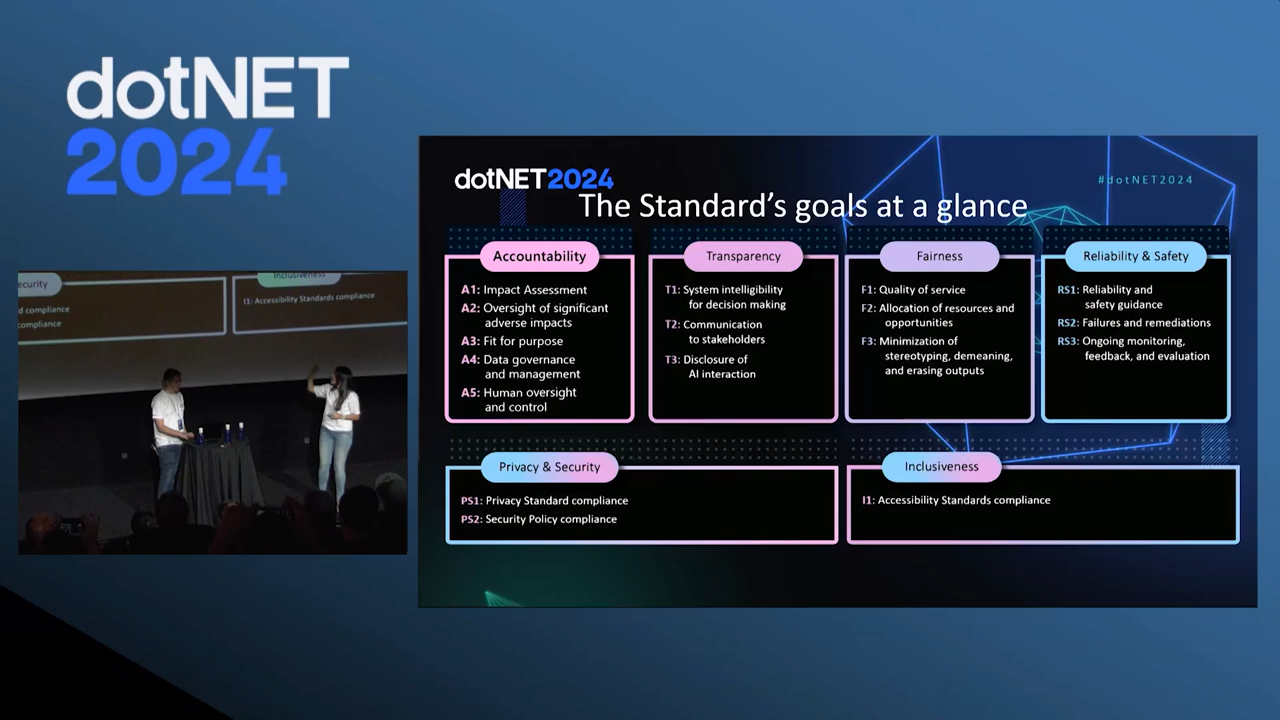 dotNET
2024
ecurity
d compliance
compliance
Inclusiveness
I1: Accessibility Standards compliance
dotNET2024
#dotNET2024
The Standard's goals at a glance
Accountability
A1: Impact Assessment
A2: Oversight of significant
adverse impacts
A3: Fit for purpose
A4: Data governance
and management
A5: Human oversight
and control
Transparency
T1: System intelligibility
for decision making
T2: Communication
to stakeholders
T3: Disclosure of
AI interaction
Fairness
F1: Quality of service
F2: Allocation of resources and
opportunities
F3: Minimization of
stereotyping, demeaning,
and erasing outputs
Reliability & Safety
RS1: Reliability and
safety guidance
RS2: Failures and remediations
RS3: Ongoing monitoring,
feedback, and evaluation
Privacy & Security
PS1: Privacy Standard compliance
PS2: Security Policy compliance
Inclusiveness
I1: Accessibility Standards compliance